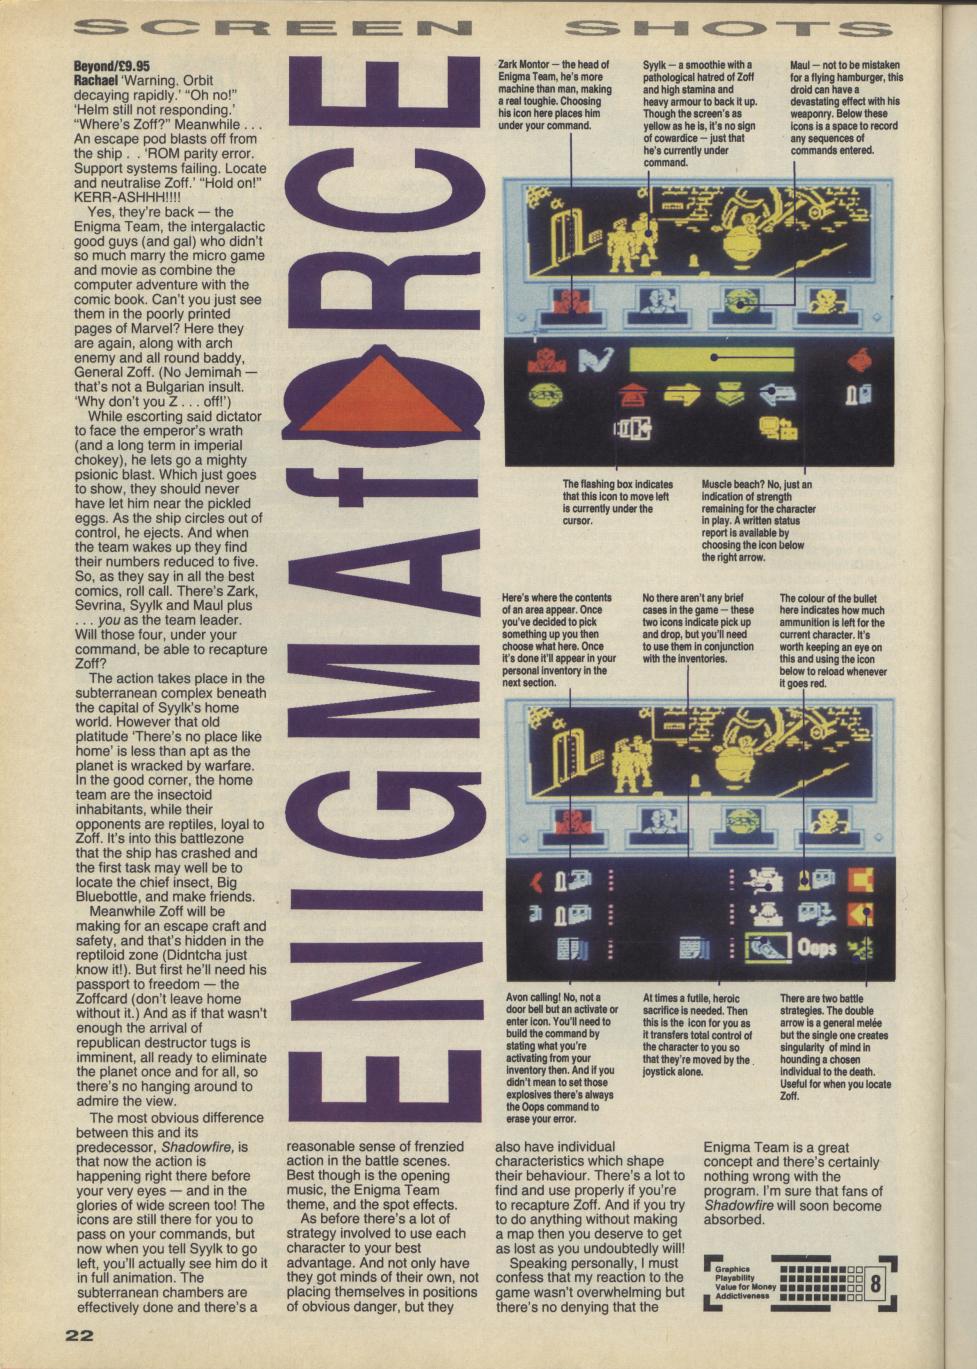 SCREEN SHOTS
Beyond/£9.95
Rachael 'Warning. Orbit
decaying rapidly.' "Oh no!"
'Helm still not responding.'
"Where's Zoff?" Meanwhile . . .
An escape pod blasts off from
the ship . . 'ROM parity error.
Support systems failing. Locate
and neutralise Zoff.' "Hold on!"
KERR-ASHHH!!!!
Yes, they're back — the
Enigma Team, the intergalactic
good guys (and gal) who didn't
so much marry the micro game
and movie as combine the
computer adventure with the
comic book. Can't you just see
them in the poorly printed
pages of Marvel? Here they
are again, along with arch
enemy and all round baddy,
General Zoff. (No Jemimah —
that's not a Bulgarian insult.
'Why don't you Z . . . off!')
While escorting said dictator
to face the emperor's wrath
(and a long term in imperial
chokey), he lets go a mighty
psionic blast. Which just goes
to show, they should never
have let him near the pickled
eggs. As the ship circles out of
control, he ejects. And when
the team wakes up they find
their numbers reduced to five.
So, as they say in all the best
comics, roll call. There's Zark,
Sevrina, Syylk and Maul plus
. . . you as the team leader.
Will those four, under your
command, be able to recapture
Zoff?
The action takes place in the
subterranean complex beneath
the capital of Syylk's home
world. However that old
platitude 'There's no place like
home' is less than apt as the
planet is wracked by warfare.
In the good corner, the home
team are the insectoid
inhabitants, while their
opponents are reptiles, loyal to
Zoff. It's into this battlezone
that the ship has crashed and
the first task may well be to
locate the chief insect, Big
Bluebottle, and make friends.
Meanwhile Zoff will be
making for an escape craft and
safety, and that's hidden in the
reptiloid zone (Didntcha just
know it!). But first he'll need his
passport to freedom — the
Zoffcard (don't leave home
without it.) And as if that wasn't
enough the arrival of
republican destructor tugs is
imminent, all ready to eliminate
the planet once and for all, so
there's no hanging around to
admire the view.
The most obvious difference
between this and its
predecessor, Shadowfire, is
that now the action is
happening right there before
your very eyes — and in the
glories of wide screen too! The
icons are still there for you to
pass on your commands, but
now when you tell Syylk to go
left, you'll actually see him do it
in full animation. The
subterranean chambers are
effectively done and there's a
ENIGMAfORCE
Zark Montor — the head of
Enigma Team, he's more
machine than man, making
a real toughie. Choosing
his icon here places him
under your command.
Syylk — a smoothie with a
pathological hatred of Zoff
and high stamina and
heavy armour to back it up.
Though the screen's as
yellow as he is, it's no sign
of cowardice – just that
he's currently under
command.
Maul — not to be mistaken
for a flying hamburger, this
droid can have a
devastating effect with his
weaponry. Below these
icons is a space to record
any sequences of
commands entered.
The flashing box indicates
that this icon to move left
is currently under the
cursor.
Muscle beach? No, just an
indication of strength
remaining for the character
in play. A written status
report is available by
choosing the icon below
the right arrow.
Here's where the contents
of an area appear. Once
you've decided to pick
something up you then
choose what here. Once
it's done it'll appear in your
personal inventory in the
next section.
No there aren't any brief
cases in the game — these
two icons indicate pick up
and drop, but you'll need
to use them in conjunction
with the inventories.
The colour of the bullet
here indicates how much
ammunition is left for the
current character. It's
worth keeping an eye on
this and using the icon
below to reload whenever
it goes red.
Oops
Avon calling! No, not a
door bell but an activate or
enter icon. You'll need to
build the command by
stating what you're
activating from your
inventory then. And if you
didn't mean to set those
explosives there's always
the Oops command to
erase your error.
At times a futile, heroic
sacrifice is needed. Then
this is the icon for you as
it transfers total control of
the character to you so
that they're moved by the
joystick alone.
There are two battle
strategies. The double
arrow is a general melée
but the single one creates
singularity of mind in
hounding a chosen
individual to the death.
Useful for when you locate
Zoff.
reasonable sense of frenzied
action in the battle scenes.
Best though is the opening
music, the Enigma Team
theme, and the spot effects.
As before there's a lot of
strategy involved to use each
character to your best
advantage. And not only have
they got minds of their own, not
placing themselves in positions
of obvious danger, but they
also have individual
characteristics which shape
their behaviour. There's a lot to
find and use properly if you're
to recapture Zoff. And if you try
to do anything without making
a map then you deserve to get
as lost as you undoubtedly will!
Speaking personally, I must
confess that my reaction to the
game wasn't overwhelming but
there's no denying that the
Enigma Team is a great
concept and there's certainly
nothing wrong with the
program. I'm sure that fans of
Shadowfire will soon become
absorbed.
Graphics
Playability
Value for Money
Addictiveness
8
22